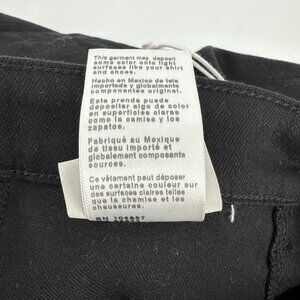 This garment may deposit
some color onto light
surfaces like your shirt
and shoes.
Hecho en Mexico de tela
importada y globalmente
componentes original.
Esta prenda puede
depositar algo de color
en superficies claras
como la camisa y los
zapatos.
Fabriqué au Mexique
de tissu importé et
globalement composants
sources.
Ce vêtement peut déposer
une certaine couleur sur
des surfaces claires telles
que les chemises et les
chaussures.